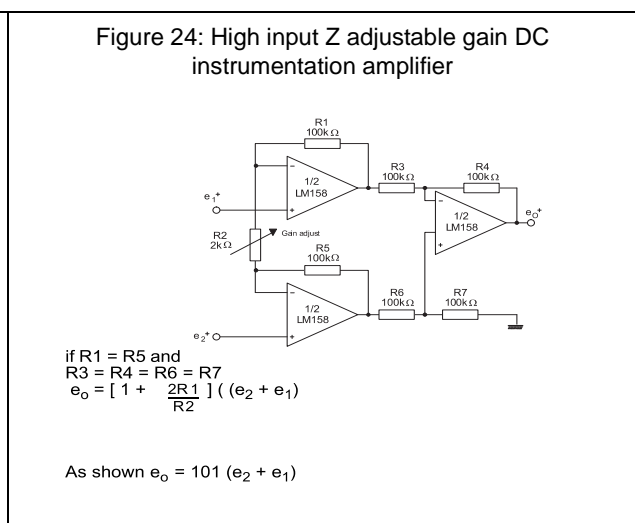 Figure 24: High input Z adjustable gain DC
instrumentation amplifier
R1
100kΩ
R3
100kΩ
R4
100kΩ
1/2
LM158
e1+
1/2
LM158
eO+
R2
2kΩ
Gain adjust
R5
100kΩ
R6
100kΩ
R7
100kΩ
1/2
LM158
e2+
if R1 = R5 and
R3 = R4 = R6 = R7
eo = [ 1 + 2R1/R2 ] ( (e2 + e1)
As shown eo = 101 (e2 + e1)